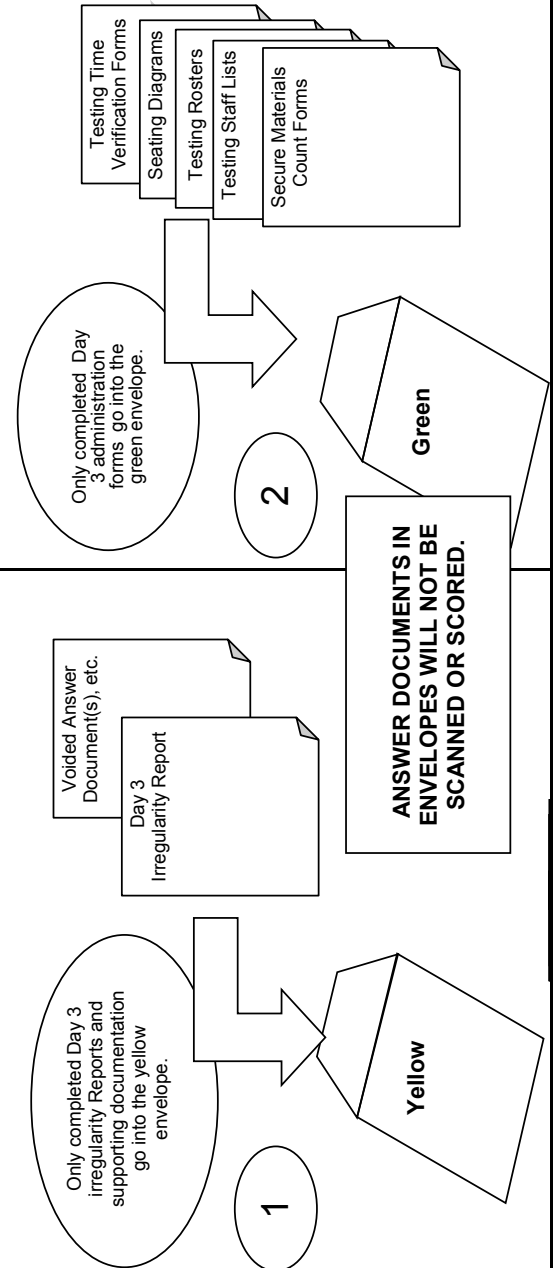 Only completed Day 3
irregularity Reports and
supporting documentation
go into the yellow
envelope.
1
Voided Answer
Document(s), etc.
Day 3
Irregularity Report
Yellow
ANSWER DOCUMENTS IN
ENVELOPES WILL NOT BE
SCANNED OR SCORED.
Only completed Day
3 administration
forms go into the
green envelope.
2
Testing Time
Verification Forms
Seating Diagrams
Testing Rosters
Testing Staff Lists
Secure Materials
Count Forms
Green